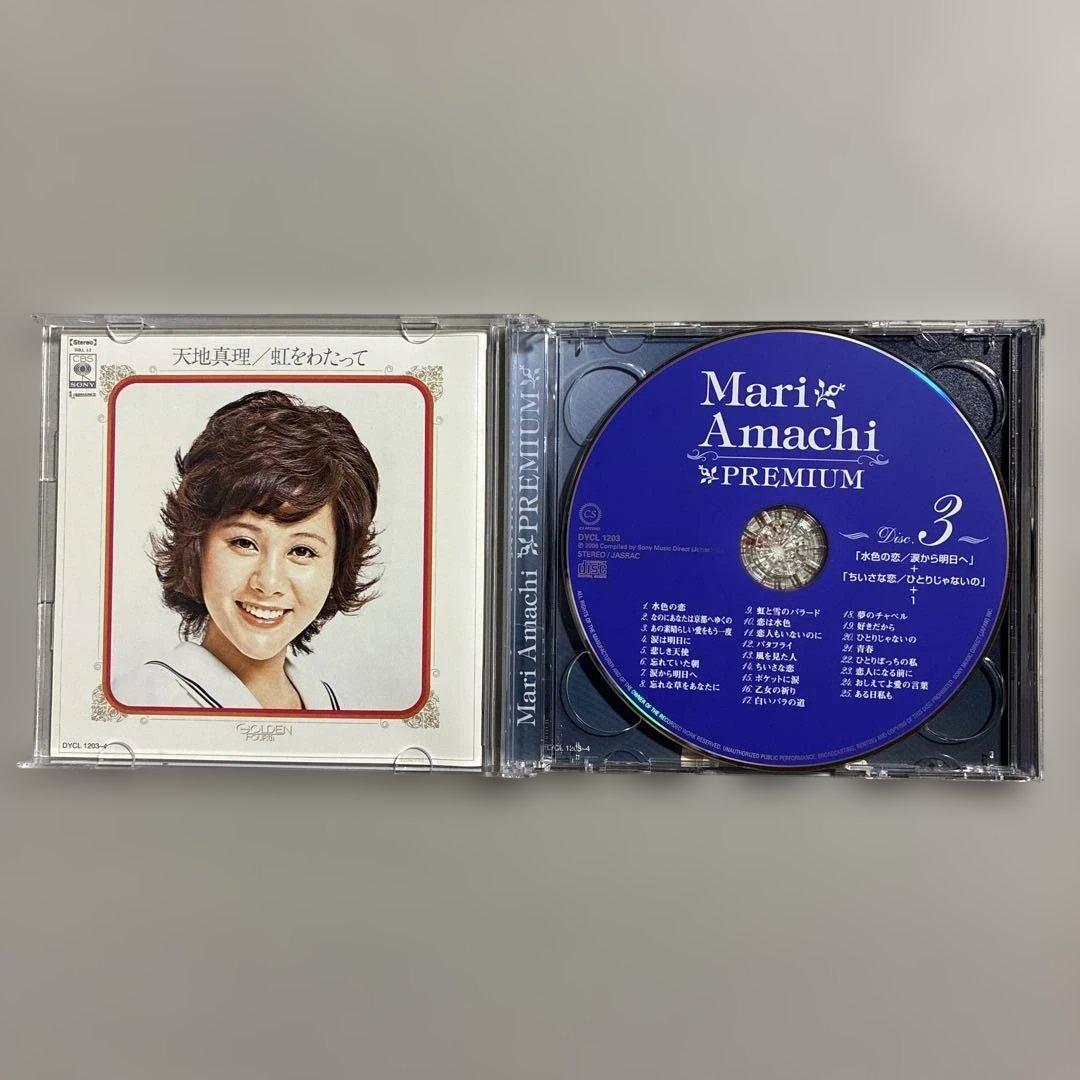 【Stereo】
SOLL 12
CBS
SONY
天地真理／虹をわたって
GOLDEN
FOURTH
DYCL 1203-4
Mari Amachi PREMIUM
DYCL 1203-4
Mari
Amachi
PREMIUM
CS
DYCL 1203
STEREO/JASRAC
disc
DIGITAL AUDIO
Disc. 3
「水色の恋／涙から明日へ」
+
「ちいさな恋／ひとりじゃないの」
+
1
1. 水色の恋
2. なのにあなたは京都へゆくの
3. あの素晴らしい愛をもう一度
4. 涙は明日に
5. 悲しき天使
6. 忘れていた朝
7. 涙から明日へ
8. 忘れな草をあなたに
9. 虹と雪のバラード
10. 恋は水色
11. 恋人もいないのに
12. バタフライ
13. 風を見た人
14. ちいさな恋
15. ポケットに涙
16. 乙女の祈り
17. 白いバラの道
18. 夢のチャペル
19. 好きだから
20. ひとりじゃないの
21. 青春
22. ひとりぼっちの私
23. 恋人になる前に
24. おしえてよ愛の言葉
25. ある日私も